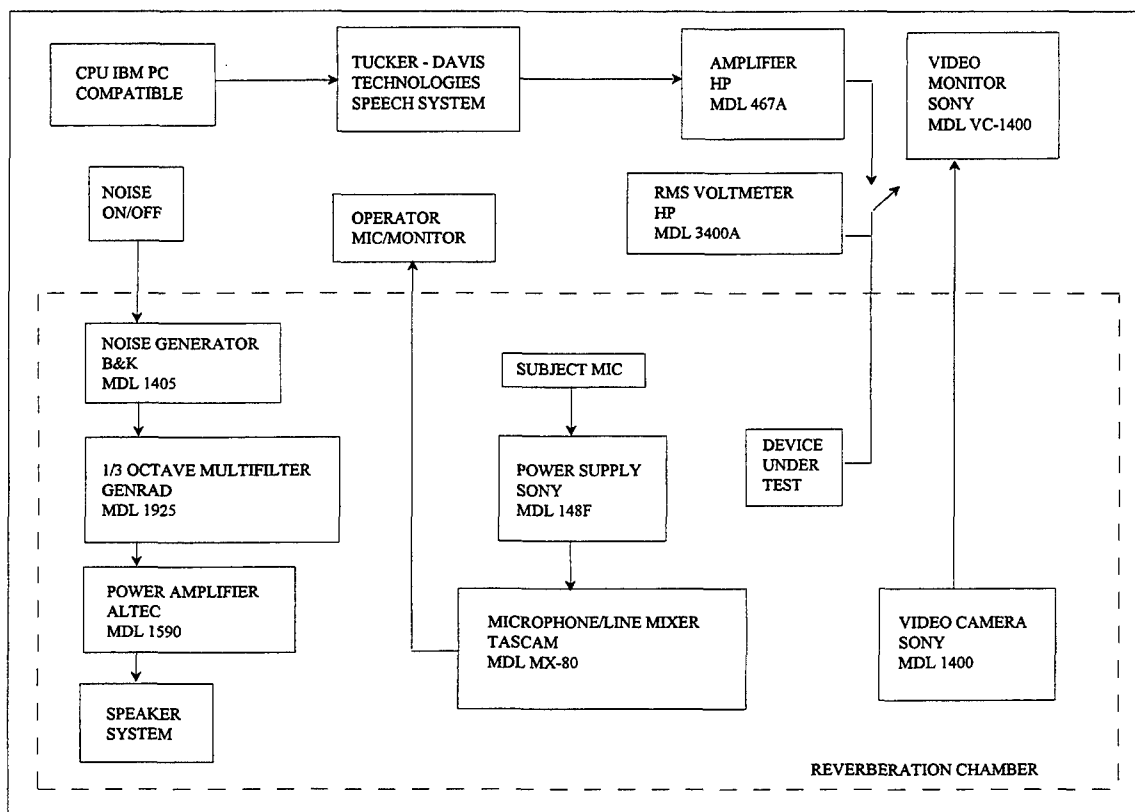 CPU IBM PC
COMPATIBLE
TUCKER - DAVIS
TECHNOLOGIES
SPEECH SYSTEM
AMPLIFIER
HP
MDL 467A
VIDEO
MONITOR
SONY
MDL VC-1400
NOISE
ON/OFF
OPERATOR
MIC/MONITOR
RMS VOLTMETER
HP
MDL 3400A
NOISE GENERATOR
B&K
MDL 1405
SUBJECT MIC
1/3 OCTAVE MULTIFILTER
GENRAD
MDL 1925
POWER SUPPLY
SONY
MDL 148F
DEVICE
UNDER
TEST
POWER AMPLIFIER
ALTEC
MDL 1590
MICROPHONE/LINE MIXER
TASCAM
MDL MX-80
VIDEO CAMERA
SONY
MDL 1400
SPEAKER
SYSTEM
REVERBERATION CHAMBER